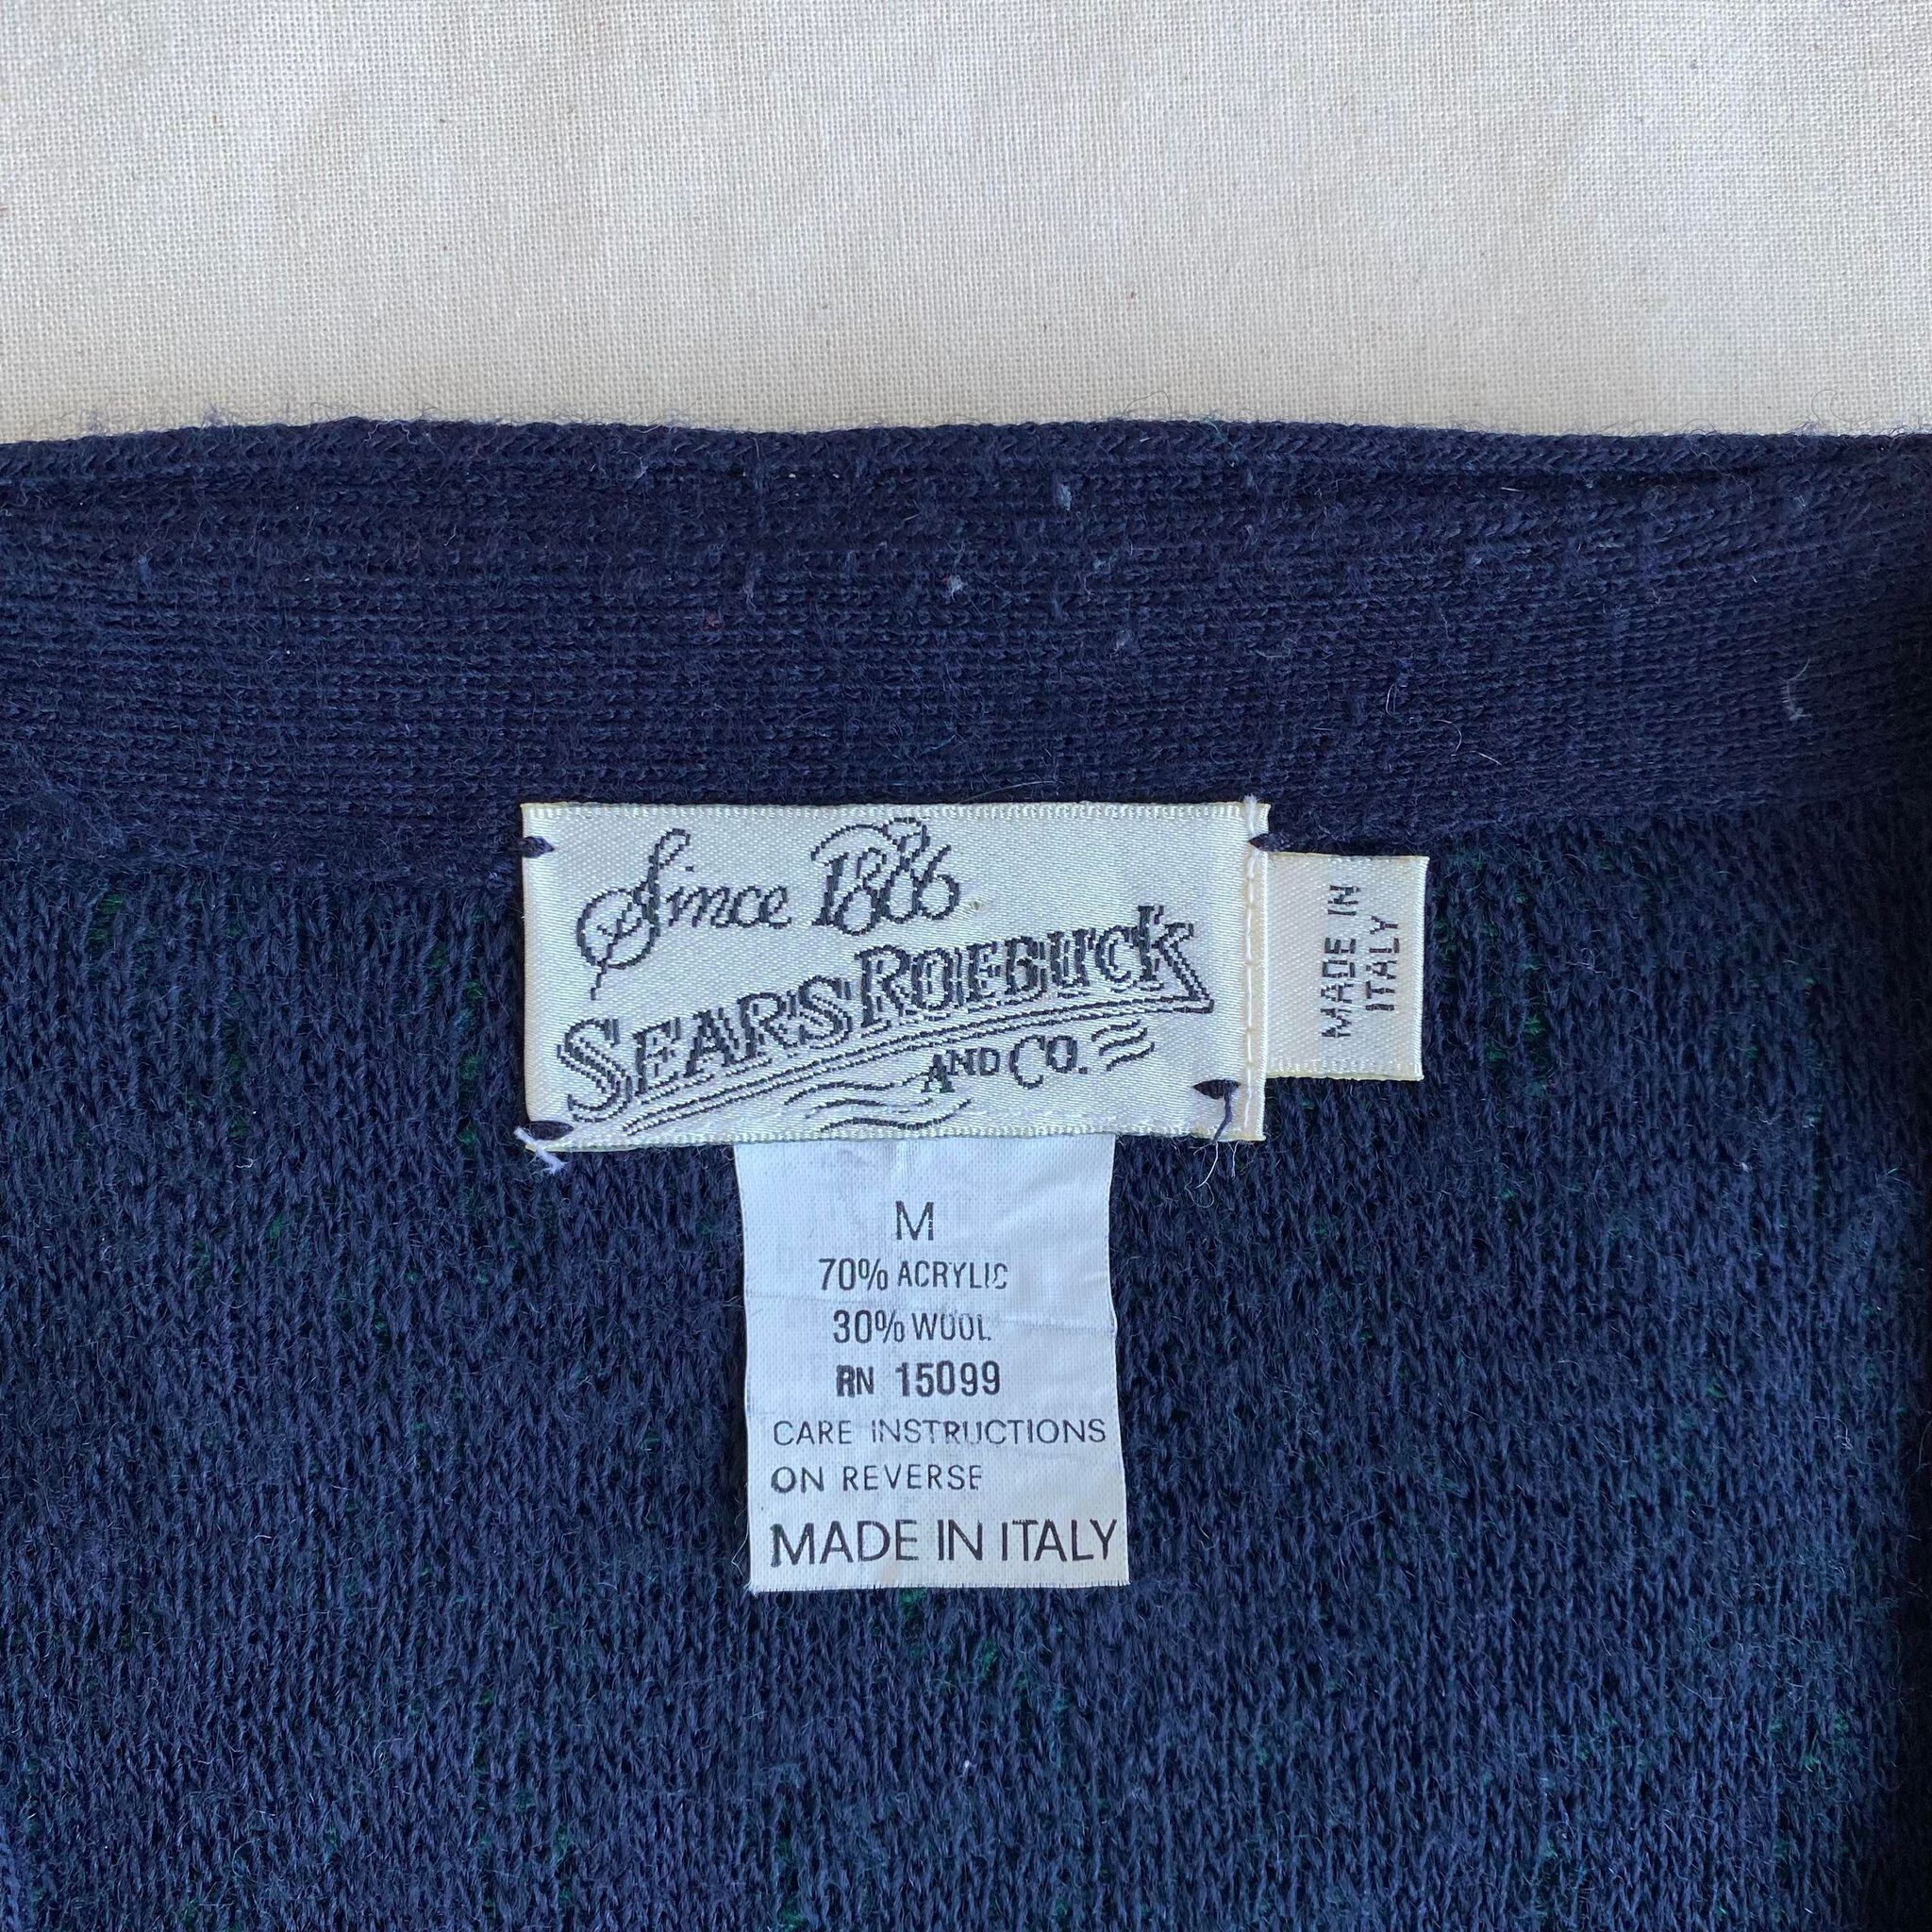 Since 1886
SEARS ROEBUCK
AND CO.
MADE IN
ITALY
M
70% ACRYLIC
30% WOOL
RN 15099
CARE INSTRUCTIONS
ON REVERSE
MADE IN ITALY